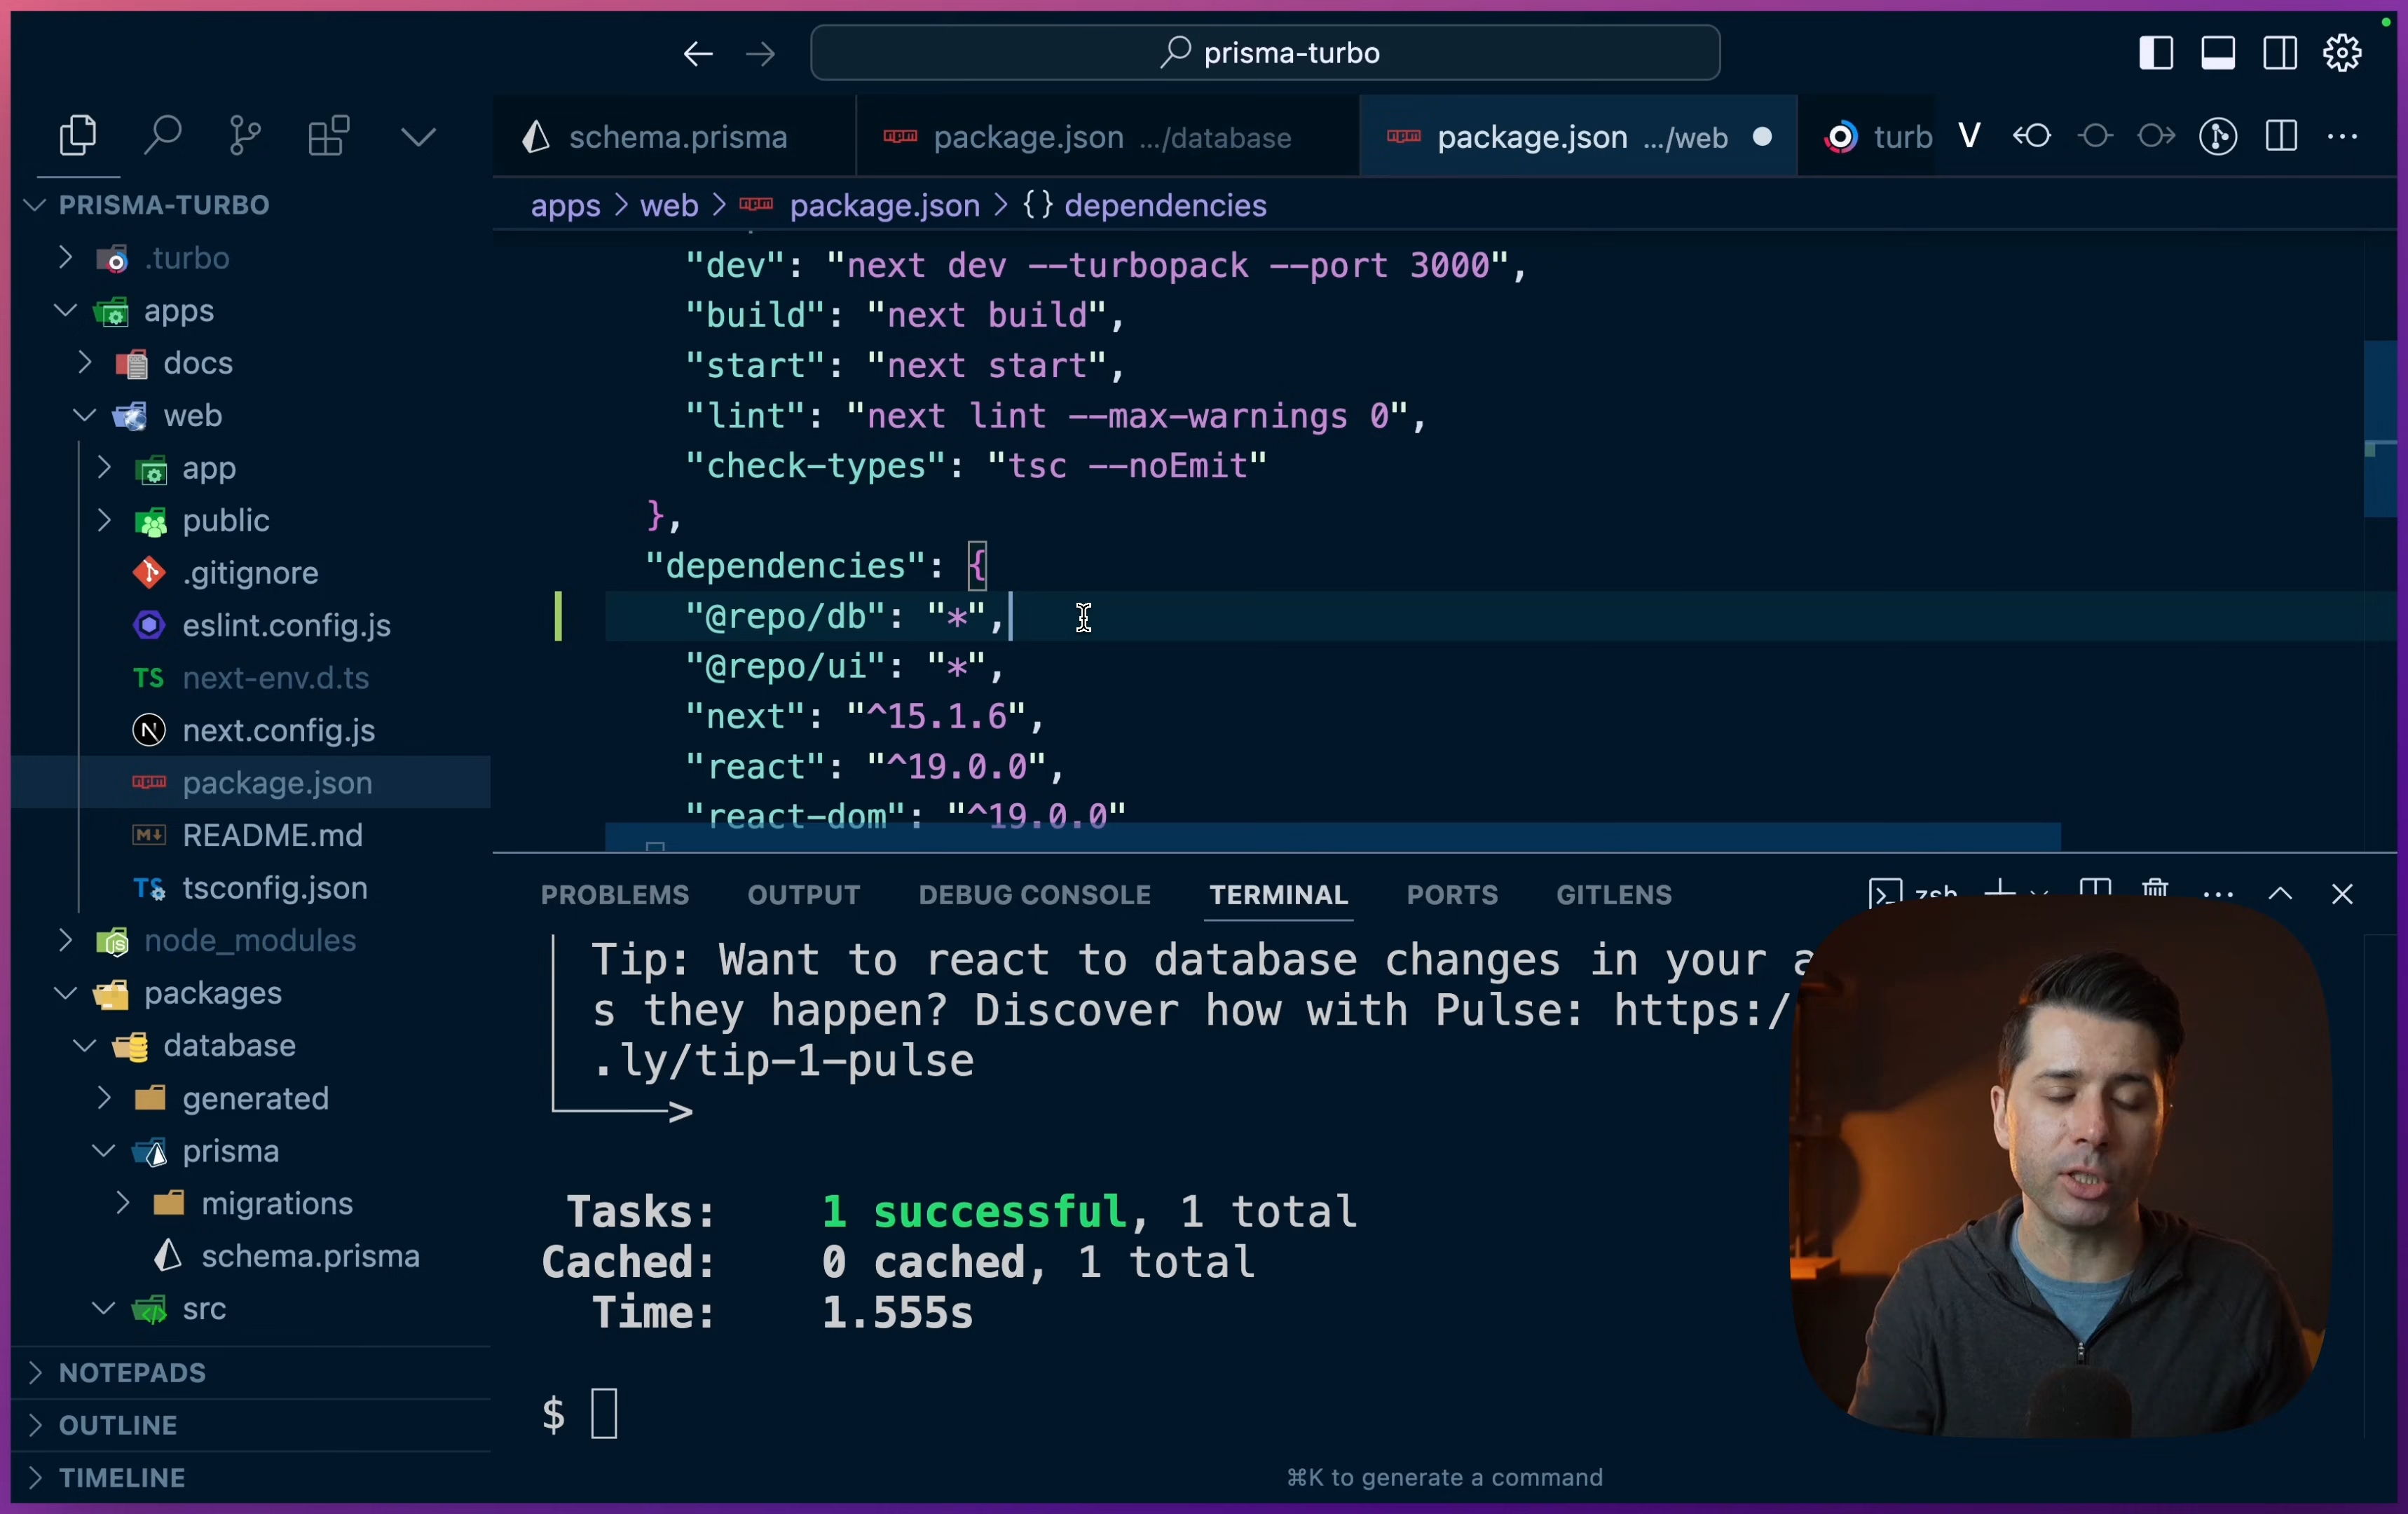 prisma-turbo
schema.prisma
package.json .../database
package.json .../web
turb
PRISMA-TURBO
apps > web > package.json > {} dependencies
.turbo
apps
docs
web
app
public
.gitignore
eslint.config.js
next-env.d.ts
next.config.js
package.json
README.md
tsconfig.json
node_modules
packages
database
generated
prisma
migrations
schema.prisma
src
NOTEPADS
OUTLINE
TIMELINE
"dev": "next dev --turbopack --port 3000",
"build": "next build",
"start": "next start",
"lint": "next lint --max-warnings 0",
"check-types": "tsc --noEmit"
},
"dependencies": {
"@repo/db": "*",
"@repo/ui": "*",
"next": "^15.1.6",
"react": "^19.0.0",
"react-dom": "^19.0.0"
PROBLEMS OUTPUT DEBUG CONSOLE TERMINAL PORTS GITLENS zsh
Tip: Want to react to database changes in your a
s they happen? Discover how with Pulse: https:/
.ly/tip-1-pulse
Tasks: 1 successful, 1 total
Cached: 0 cached, 1 total
Time: 1.555s
$
⌘K to generate a command